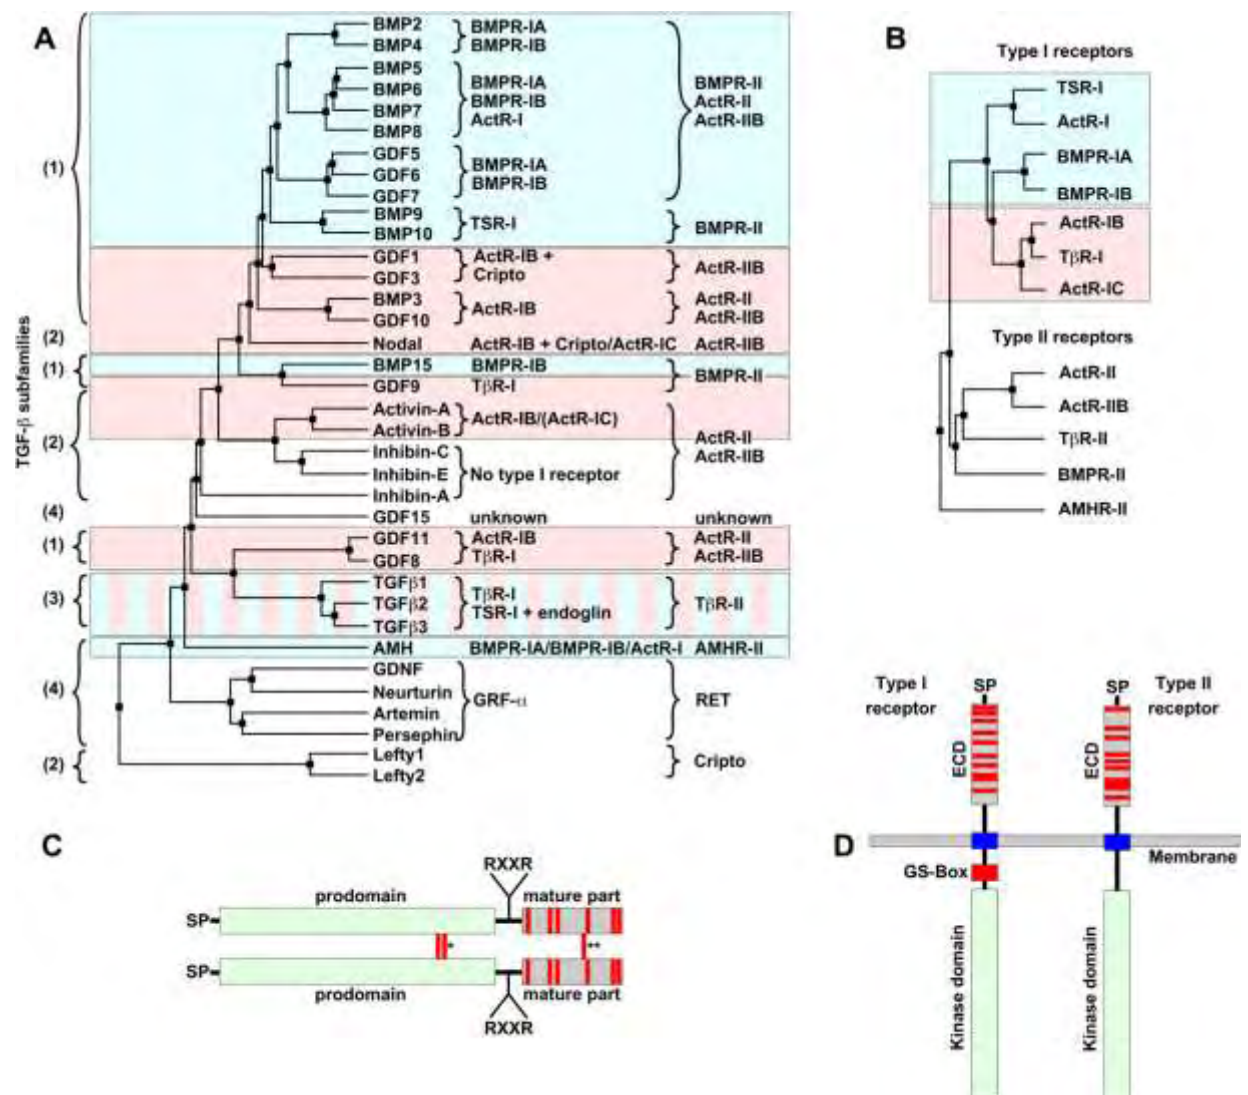 A
TGF-β subfamilies
(1)
BMP2
BMP4
BMPR-IA
BMPR-IB
BMP5
BMP6
BMP7
BMP8
BMPR-IA
BMPR-IB
ActR-I
BMPR-II
ActR-II
ActR-IIB
GDF5
GDF6
GDF7
BMPR-IA
BMPR-IB
BMP9
BMP10
TSR-I
BMPR-II
GDF1
GDF3
ActR-IB +
Cripto
ActR-IIB
BMP3
GDF10
ActR-IB
ActR-II
ActR-IIB
(2)
Nodal ActR-IB + Cripto/ActR-IC ActR-IIB
(1)
BMP15 BMPR-IB
GDF9 TβR-I
BMPR-II
(2)
Activin-A
Activin-B
ActR-IB/(ActR-IC)
ActR-II
ActR-IIB
Inhibin-C
Inhibin-E
Inhibin-A
No type I receptor
(4)
GDF15 unknown unknown
(1)
GDF11
GDF8
ActR-IB
TβR-I
ActR-II
ActR-IIB
(3)
TGFβ1
TGFβ2
TGFβ3
TβR-I
TSR-I + endoglin
TβR-II
AMH BMPR-IA/BMPR-IB/ActR-I AMHR-II
(4)
GDNF
Neurturin
Artemin
Persephin
GRF-α
RET
(2)
Lefty1
Lefty2
Cripto
B
Type I receptors
TSR-I
ActR-I
BMPR-IA
BMPR-IB
ActR-IB
TβR-I
ActR-IC
Type II receptors
ActR-II
ActR-IIB
TβR-II
BMPR-II
AMHR-II
C
RXXR
prodomain mature part
SP
*
**
SP
prodomain mature part
RXXR
D
Type I
receptor
SP
SP
Type II
receptor
ECD
ECD
Membrane
GS-Box
Kinase domain
Kinase domain